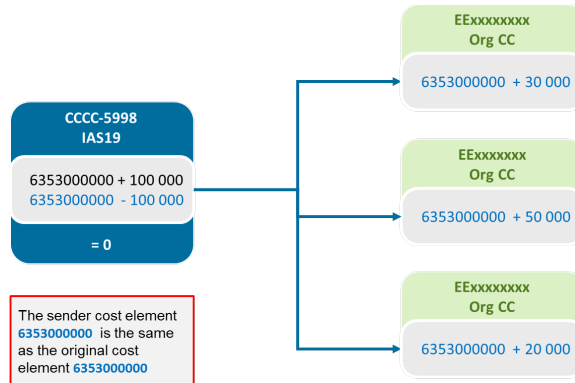 EExxxxxxxx
Org CC
6353000000 + 30 000
CCCC-5998
IAS19
6353000000 + 100 000
6353000000 - 100 000
= 0
EExxxxxxx
Org CC
6353000000 + 50 000
EExxxxxxxx
Org CC
6353000000 + 20 000
The sender cost element
6353000000 is the same
as the original cost
element 6353000000